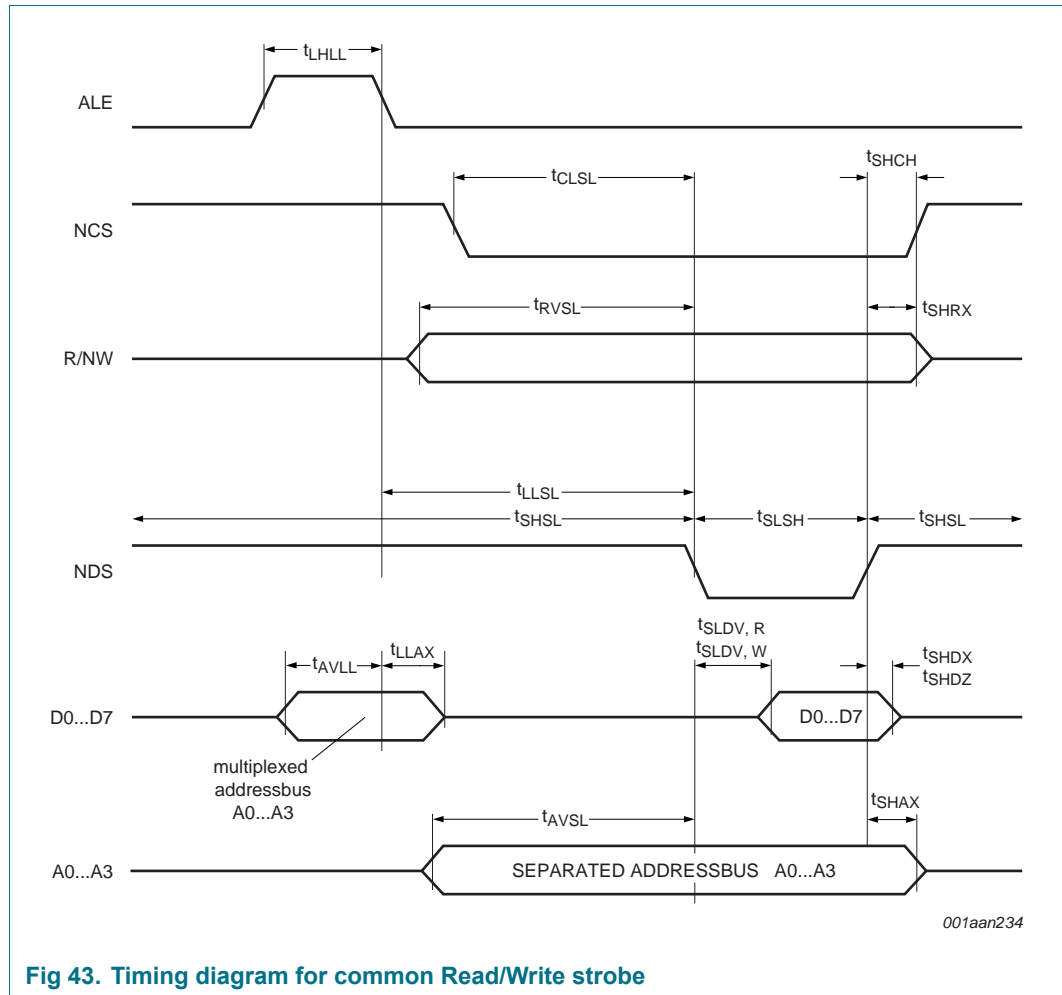 tLHLL
ALE
tSHCH
tCLSL
NCS
tRVSL
tSHRX
R/NW
tLLSL
tSHSL
tSLSH
tSHSL
NDS
tSLDV, R
tSLDV, W
tAVLL
tLLAX
tSHDX
tSHDZ
D0...D7
D0...D7
multiplexed
addressbus
A0...A3
tSHAX
tAVSL
A0...A3
SEPARATED ADDRESSBUS A0...A3
001aan234
Fig 43. Timing diagram for common Read/Write strobe